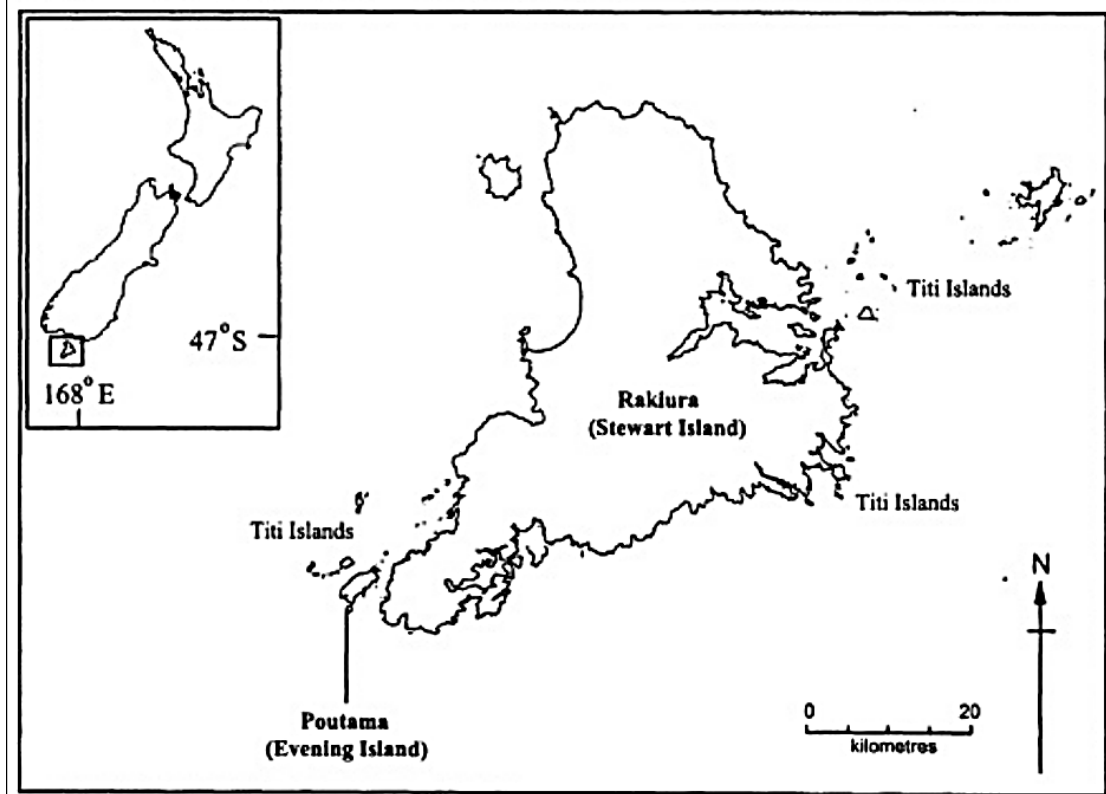 47°S
168°E
Titi Islands
Rakiura
(Stewart Island)
Titi Islands
Titi Islands
N
Poutama
(Evening Island)
0 20
kilometres